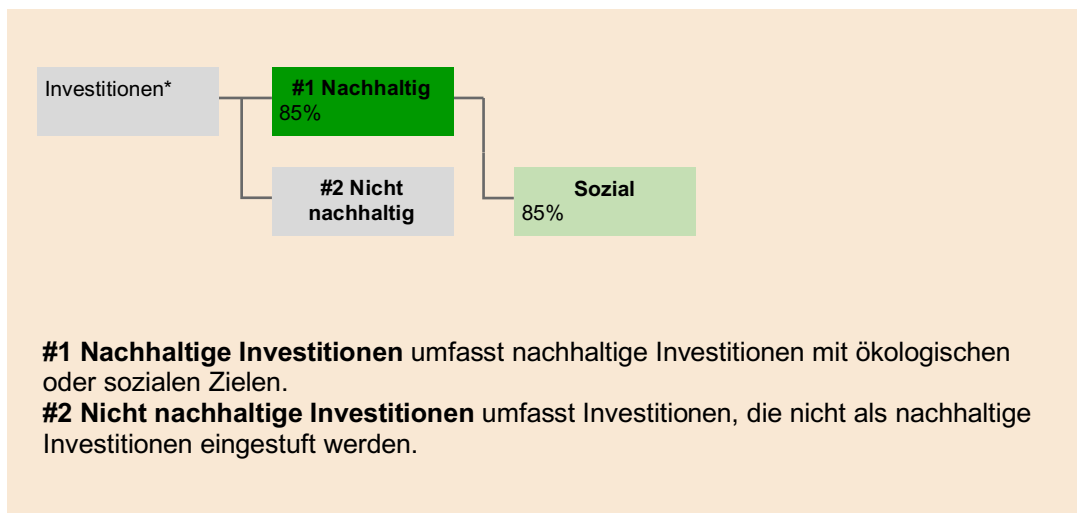 Investitionen*
#1 Nachhaltig
85%
#2 Nicht
nachhaltig
Sozial
85%
#1 Nachhaltige Investitionen umfasst nachhaltige Investitionen mit ökologischen
oder sozialen Zielen.
#2 Nicht nachhaltige Investitionen umfasst Investitionen, die nicht als nachhaltige
Investitionen eingestuft werden.